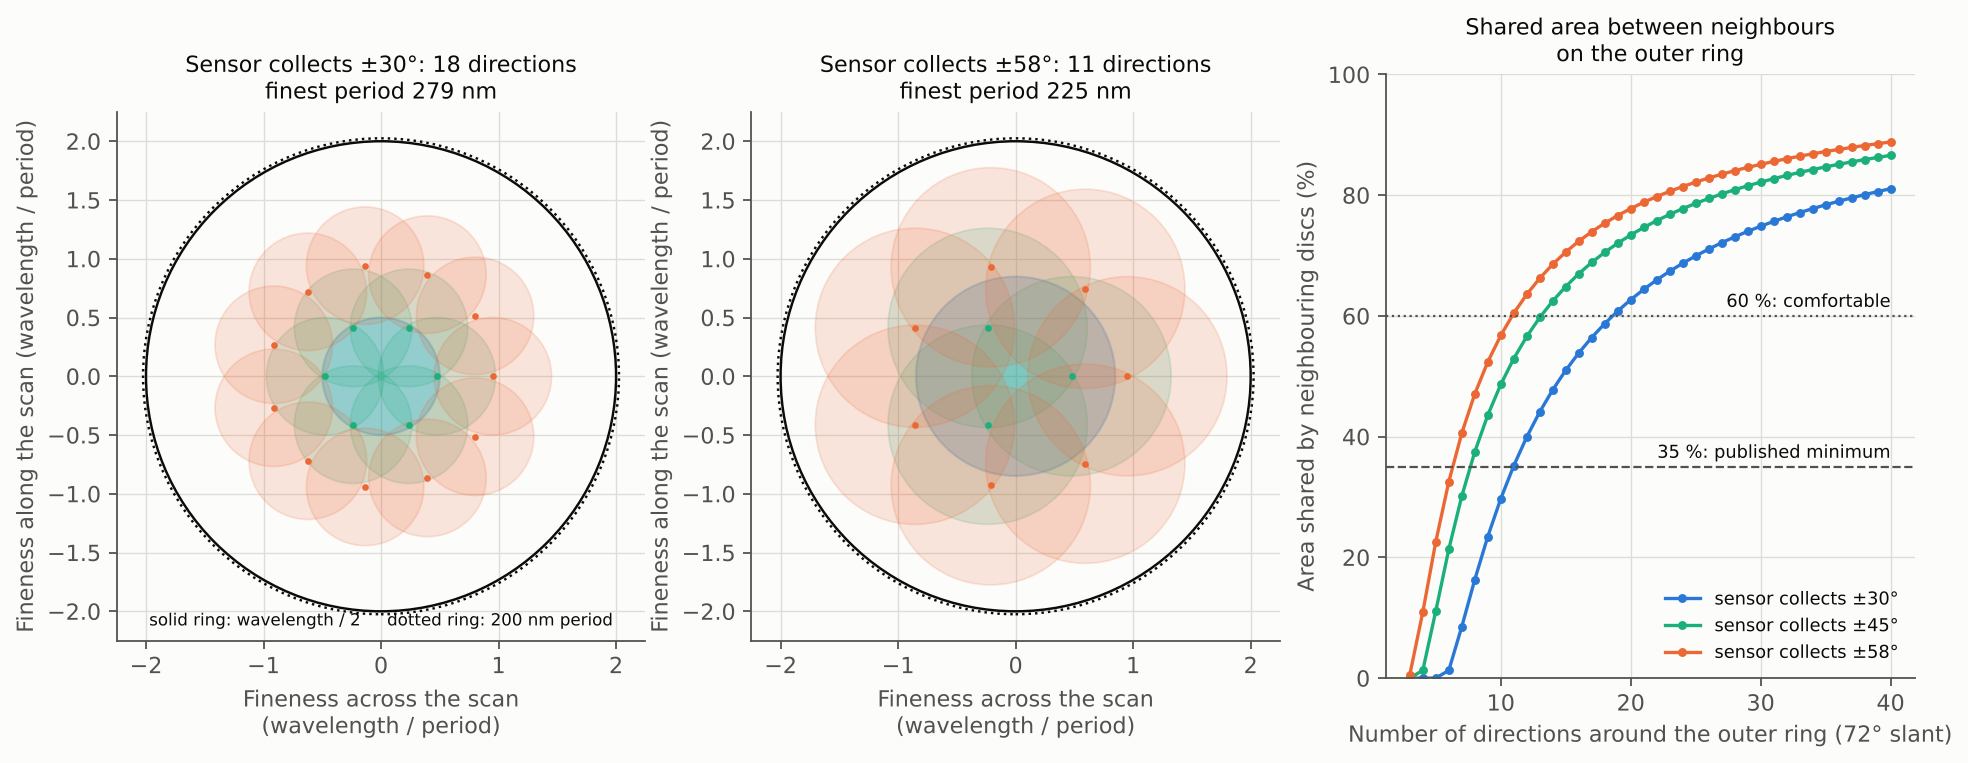 Sensor collects ±30°: 18 directions
finest period 279 nm
Fineness along the scan (wavelength / period)
2.0
1.5
1.0
0.5
0.0
−0.5
−1.0
−1.5
−2.0
solid ring: wavelength / 2
dotted ring: 200 nm period
−2
−1
0
1
2
Fineness across the scan
(wavelength / period)
Sensor collects ±58°: 11 directions
finest period 225 nm
Fineness along the scan (wavelength / period)
2.0
1.5
1.0
0.5
0.0
−0.5
−1.0
−1.5
−2.0
−2
−1
0
1
2
Fineness across the scan
(wavelength / period)
Shared area between neighbours
on the outer ring
Area shared by neighbouring discs (%)
100
80
60
40
20
0
60 %: comfortable
35 %: published minimum
sensor collects ±30°
sensor collects ±45°
sensor collects ±58°
10
20
30
40
Number of directions around the outer ring (72° slant)